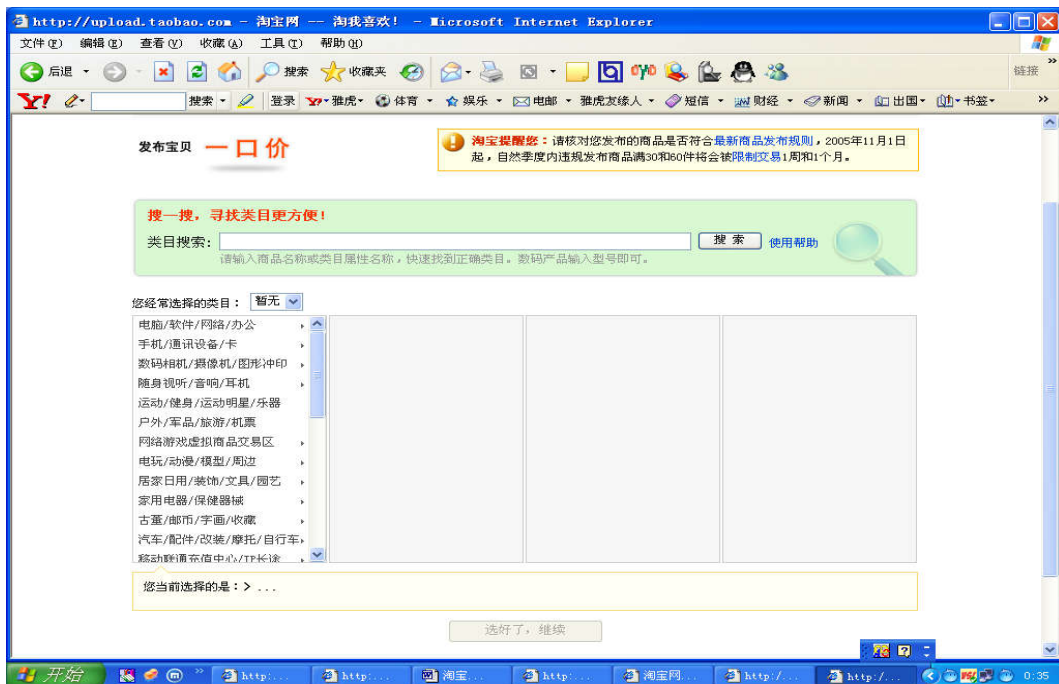 http://upload.taobao.com - 淘宝网 -- 淘我喜欢! - Microsoft Internet Explorer
文件(F) 编辑(E) 查看(V) 收藏(A) 工具(T) 帮助(H)
后退 搜索 收藏夹 链接 »
Y! 搜索 登录 雅虎 体育 娱乐 电邮 雅虎友缘人 短信 财经 新闻 出国 书签 »
发布宝贝 一口价
淘宝提醒您：请核对您发布的商品是否符合最新商品发布规则，2005年11月1日
起，自然季度内违规发布商品满30和60件将会被限制交易1周和1个月。
搜一搜，寻找类目更方便！
类目搜索： 搜 索 使用帮助
请输入商品名称或类目属性名称，快速找到正确类目。数码产品输入型号即可。
您经常选择的类目： 暂无
电脑/软件/网络/办公
手机/通讯设备/卡
数码相机/摄像机/图形冲印
随身视听/音响/耳机
运动/健身/运动明星/乐器
户外/军品/旅游/机票
网络游戏虚拟商品交易区
电玩/动漫/模型/周边
居家日用/装饰/文具/园艺
家用电器/保健器械
古董/邮币/字画/收藏
汽车/配件/改装/摩托/自行车
移动联通充值中心/IP长途
您当前选择的是：> ...
选好了，继续
开始 » http:... http:... 淘宝... http:... 淘宝网... http:/... http:/... 0:35